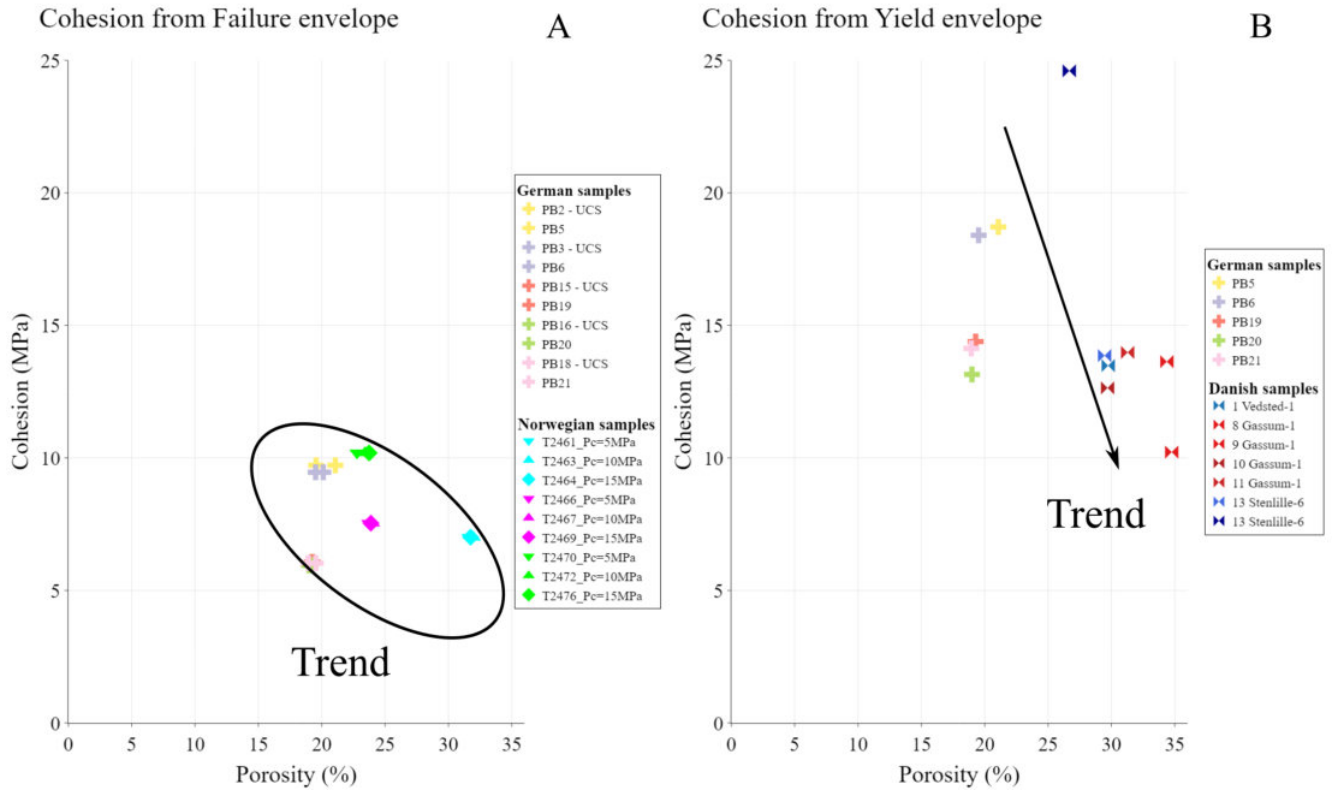 Cohesion from Failure envelope
A
25
20
15
10
5
0
Cohesion (MPa)
0 5 10 15 20 25 30 35
Porosity (%)
German samples
PB2 - UCS
PB5
PB3 - UCS
PB6
PB15 - UCS
PB19
PB16 - UCS
PB20
PB18 - UCS
PB21
Norwegian samples
T2461_Pc=5MPa
T2463_Pc=10MPa
T2464_Pc=15MPa
T2466_Pc=5MPa
T2467_Pc=10MPa
T2469_Pc=15MPa
T2470_Pc=5MPa
T2472_Pc=10MPa
T2476_Pc=15MPa
Trend
Cohesion from Yield envelope
B
25
20
15
10
5
0
Cohesion (MPa)
0 5 10 15 20 25 30 35
Porosity (%)
Trend
German samples
PB5
PB6
PB19
PB20
PB21
Danish samples
1 Vedsted-1
8 Gassum-1
9 Gassum-1
10 Gassum-1
11 Gassum-1
13 Stenlille-6
13 Stenlille-6